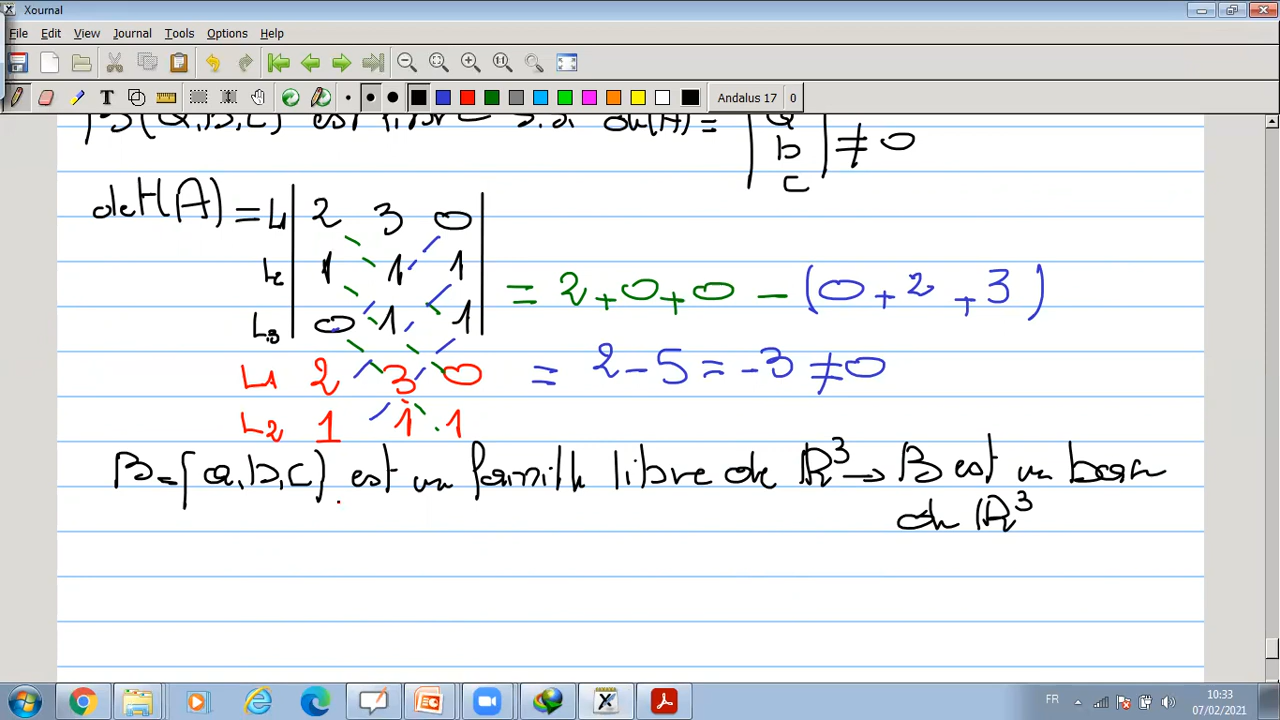 Xournal
File Edit View Journal Tools Options Help
Andalus 17 0
B(a,b,c) est libre s.s.i det(A)= | a b c | ≠ 0
det(A) = L1 | 2 3 0 |
L2 | 1 1 1 | = 2+0+0 - (0+2+3)
L3 | 0 1 1 |
L1 2 3 0 = 2-5 = -3 ≠ 0
L2 1 1 1
B={a,b,c} est un famille libre de ℝ³ → B est un base
de ℝ³
FR 10:33
07/02/2021